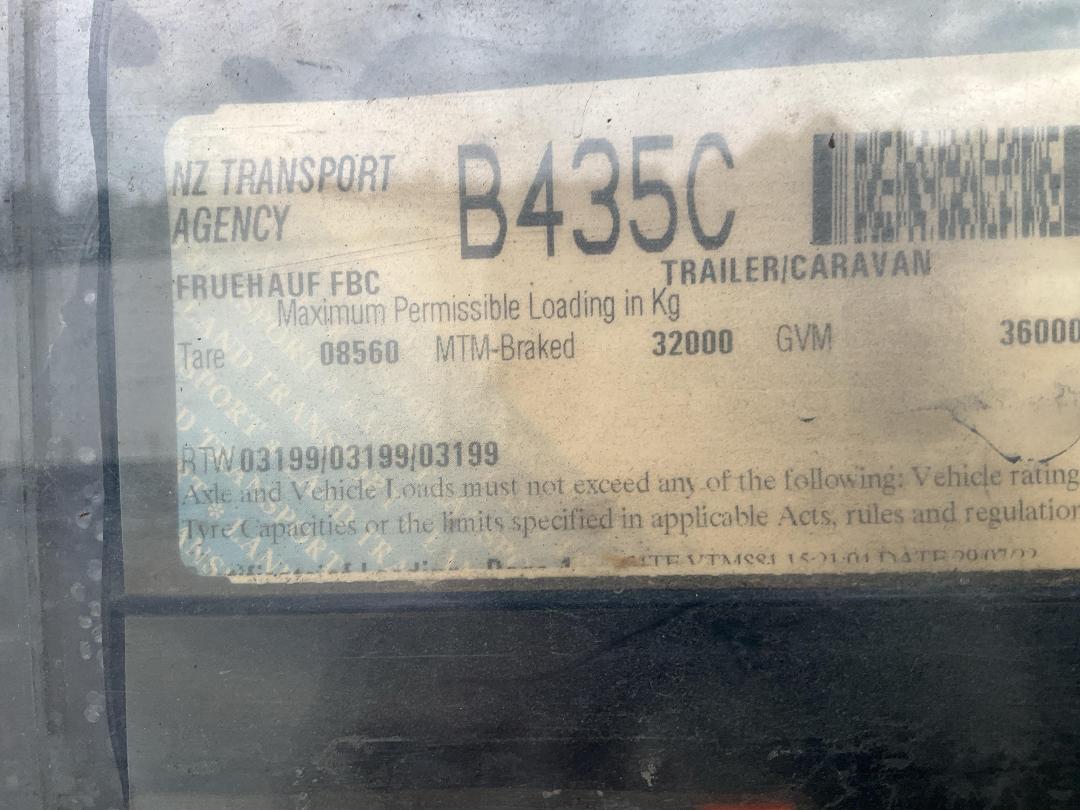 NZ TRANSPORT AGENCY
B435C
FRUEHAUF FBC
TRAILER/CARAVAN
Maximum Permissible Loading in Kg
Tare 08560 MTM-Braked 32000 GVM 36000
RTW 03199/03199/03199
Axle and Vehicle Loads must not exceed any of the following: Vehicle rating
Tyre Capacities or the limits specified in applicable Acts, rules and regulation